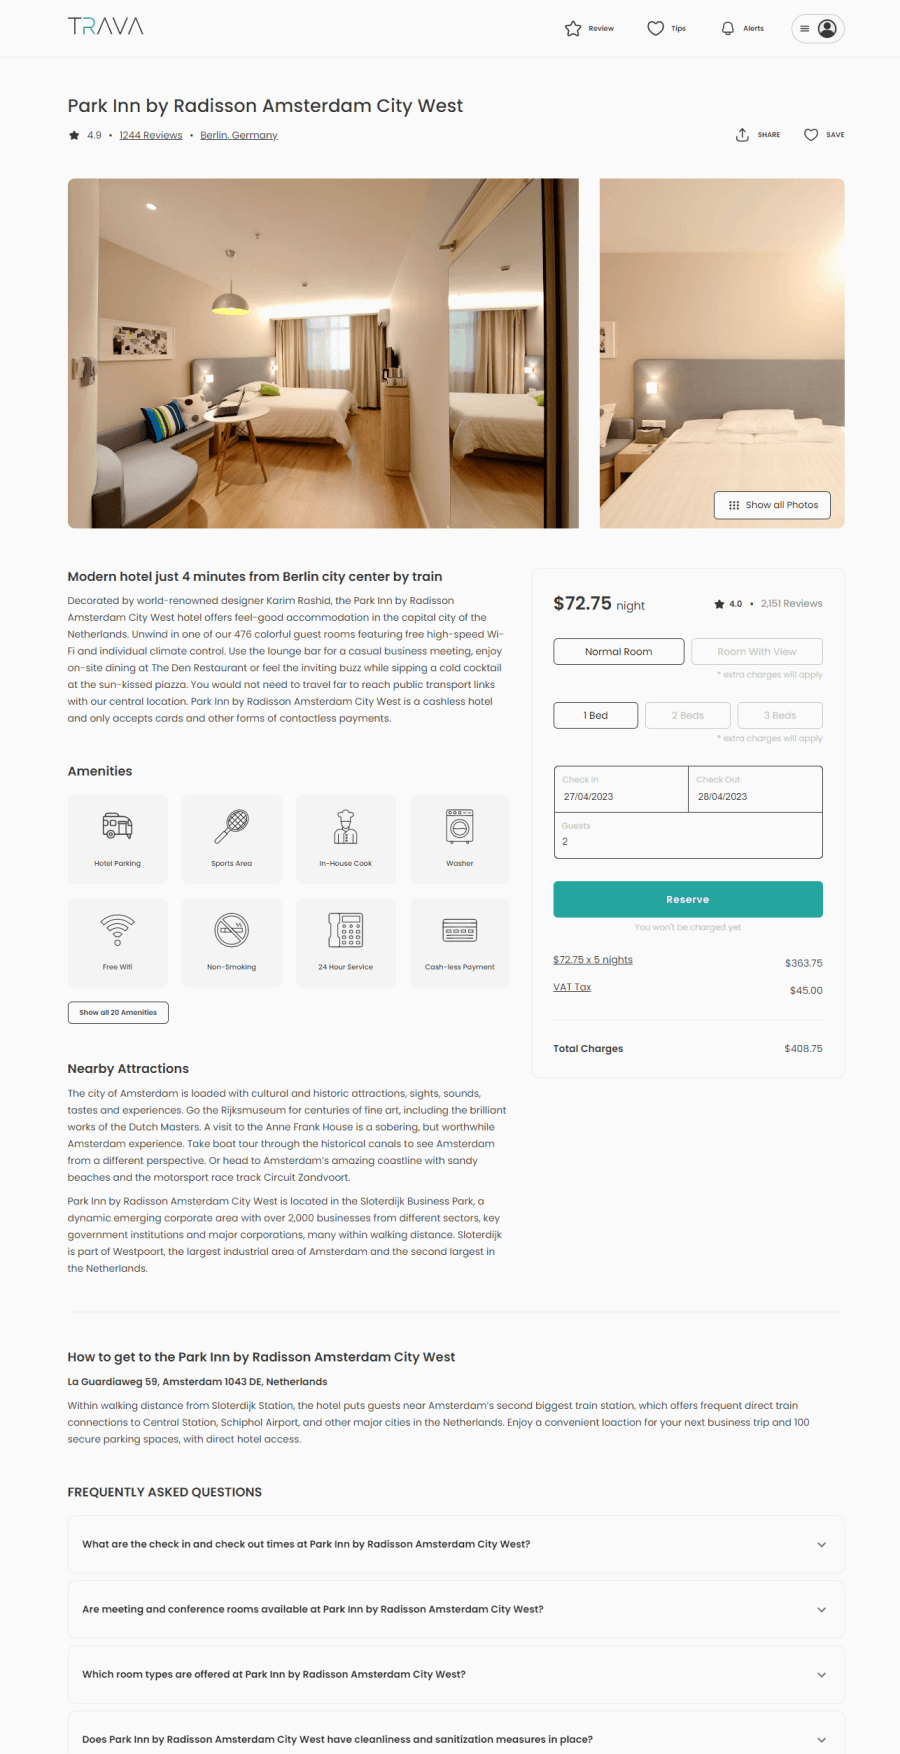 TRAVA
Review
Tips
Alerts
Park Inn by Radisson Amsterdam City West
4.9 • 1244 Reviews • Berlin, Germany
SHARE
SAVE
Show all Photos
Modern hotel just 4 minutes from Berlin city center by train
Decorated by world-renowned designer Karim Rashid, the Park Inn by Radisson
Amsterdam City West hotel offers feel-good accommodation in the capital city of the
Netherlands. Unwind in one of our 476 colorful guest rooms featuring free high-speed Wi-
Fi and individual climate control. Use the lounge bar for a casual business meeting, enjoy
on-site dining at The Den Restaurant or feel the inviting buzz while sipping a cold cocktail
at the sun-kissed piazza. You would not need to travel far to reach public transport links
with our central location. Park Inn by Radisson Amsterdam City West is a cashless hotel
and only accepts cards and other forms of contactless payments.
Amenities
Hotel Parking
Sports Area
In-House Cook
Washer
Free Wifi
Non-Smoking
24 Hour Service
Cash-less Payment
Show all 20 Amenities
Nearby Attractions
The city of Amsterdam is loaded with cultural and historic attractions, sights, sounds,
tastes and experiences. Go the Rijksmuseum for centuries of fine art, including the brilliant
works of the Dutch Masters. A visit to the Anne Frank House is a sobering, but worthwhile
Amsterdam experience. Take boat tour through the historical canals to see Amsterdam
from a different perspective. Or head to Amsterdam's amazing coastline with sandy
beaches and the motorsport race track Circuit Zandvoort.
Park Inn by Radisson Amsterdam City West is located in the Sloterdijk Business Park, a
dynamic emerging corporate area with over 2,000 businesses from different sectors, key
government institutions and major corporations, many within walking distance. Sloterdijk
is part of Westpoort, the largest industrial area of Amsterdam and the second largest in
the Netherlands.
$72.75 night
4.0 • 2,151 Reviews
Normal Room
Room With View
* extra charges will apply
1 Bed
2 Beds
3 Beds
* extra charges will apply
Check In
27/04/2023
Check Out
28/04/2023
Guests
2
Reserve
You won't be charged yet
$72.75 x 5 nights
$363.75
VAT Tax
$45.00
Total Charges
$408.75
How to get to the Park Inn by Radisson Amsterdam City West
La Guardiaweg 59, Amsterdam 1043 DE, Netherlands
Within walking distance from Sloterdijk Station, the hotel puts guests near Amsterdam's second biggest train station, which offers frequent direct train
connections to Central Station, Schiphol Airport, and other major cities in the Netherlands. Enjoy a convenient loaction for your next business trip and 100
secure parking spaces, with direct hotel access.
FREQUENTLY ASKED QUESTIONS
What are the check in and check out times at Park Inn by Radisson Amsterdam City West?
Are meeting and conference rooms available at Park Inn by Radisson Amsterdam City West?
Which room types are offered at Park Inn by Radisson Amsterdam City West?
Does Park Inn by Radisson Amsterdam City West have cleanliness and sanitization measures in place?